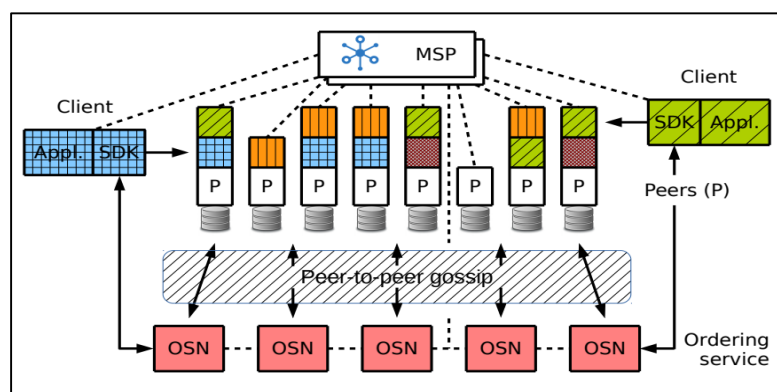 MSP
Client
Client
Appl. SDK
SDK Appl.
P P P P P P P P
Peers (P)
Peer-to-peer gossip
OSN OSN OSN OSN OSN
Ordering
service